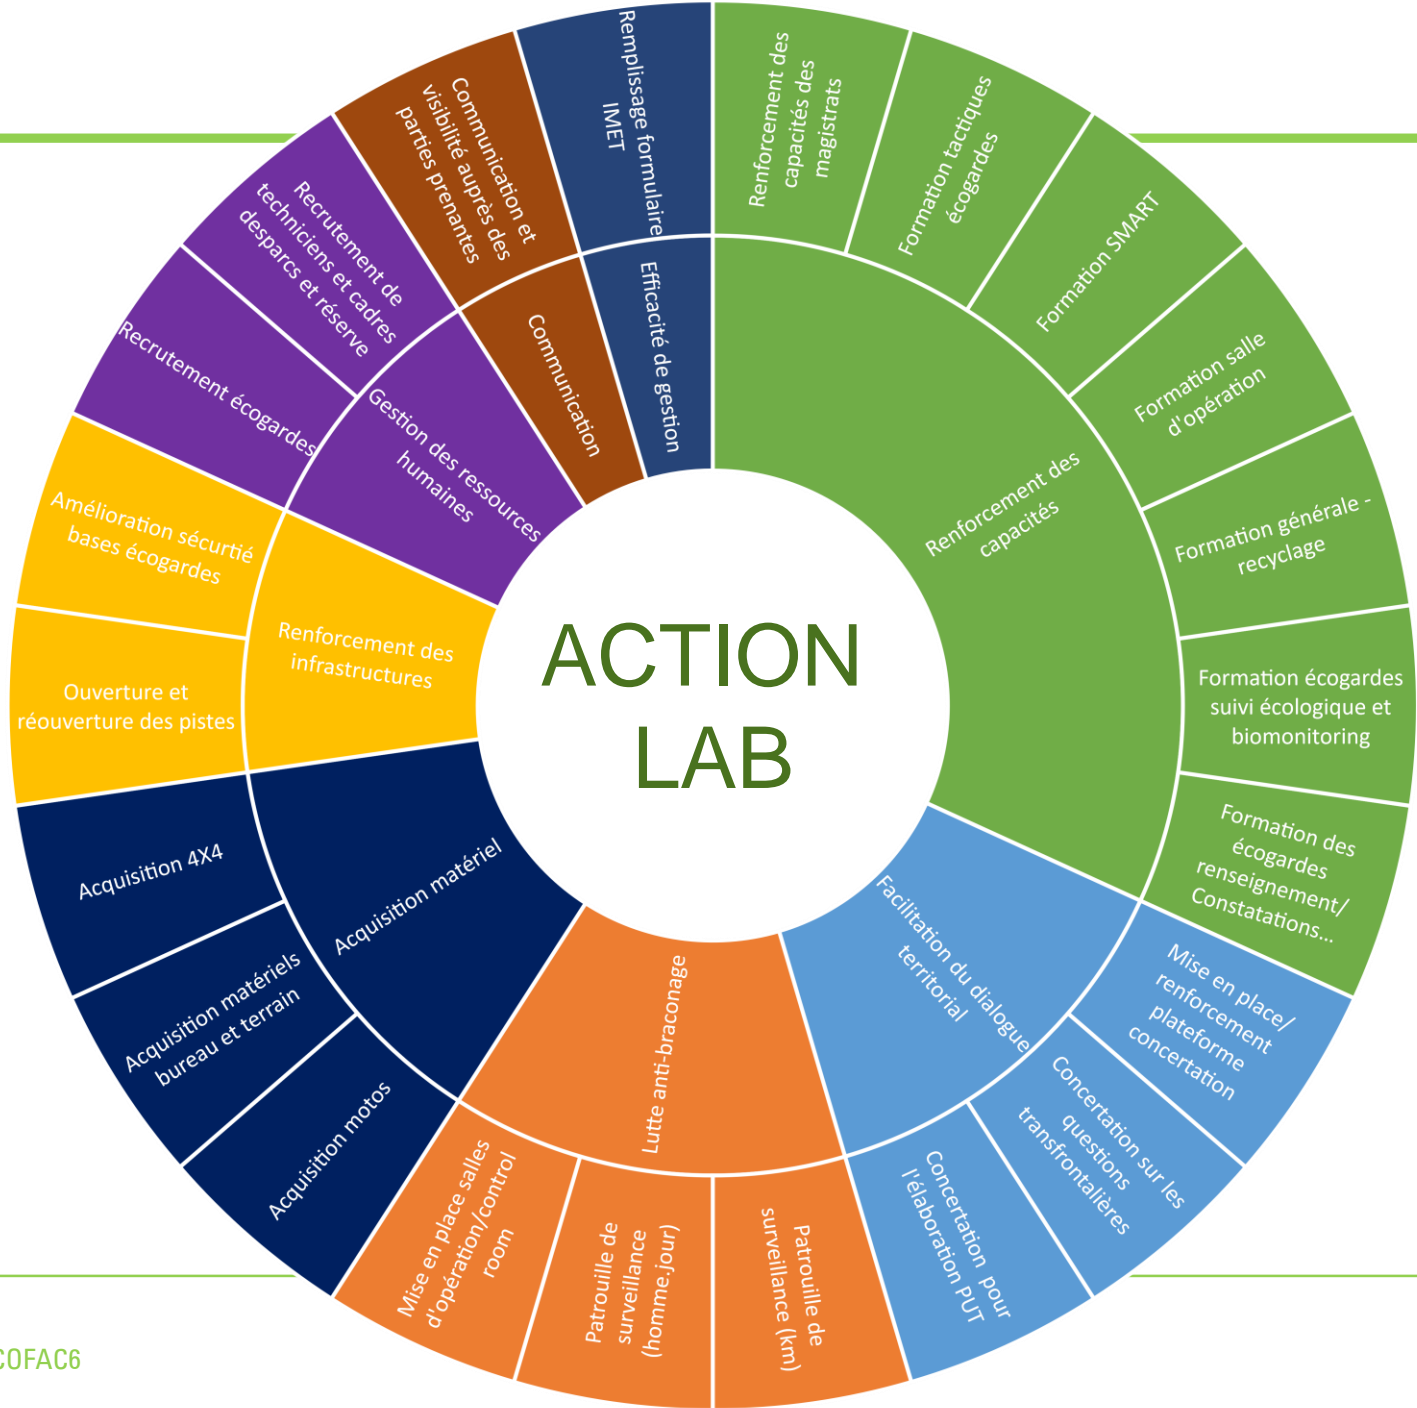 ACTION
LAB
Renforcement des
capacités
Renforcement des
capacités des
magistrats
Formation tactiques
écogardes
Formation SMART
Formation salle
d'opération
Formation générale -
recyclage
Formation écogardes
suivi écologique et
biomonitoring
Formation des
écogardes
renseignement/
Constatations...
Facilitation du dialogue
territorial
Mise en place/
renforcement
plateforme
concertation
Concertation sur les
questions
transfrontalières
Concertation pour
l'élaboration PUT
Lutte anti-braconage
Patrouille de
surveillance (km)
Patrouille de
surveillance
(homme.jour)
Mise en place salles
d'opération/control
room
Acquisition matériel
Acquisition motos
Acquisition matériels
bureau et terrain
Acquisition 4X4
Renforcement des
infrastructures
Ouverture et
réouverture des pistes
Amélioration sécurtié
bases écogardes
Gestion des ressources
humaines
Recrutement écogardes
Recrutement de
techniciens et cadres
desparcs et réserve
Communication
Communication et
visibilité auprès des
parties prenantes
Efficacité de gestion
Remplissage formulaire
IMET
COFAC6